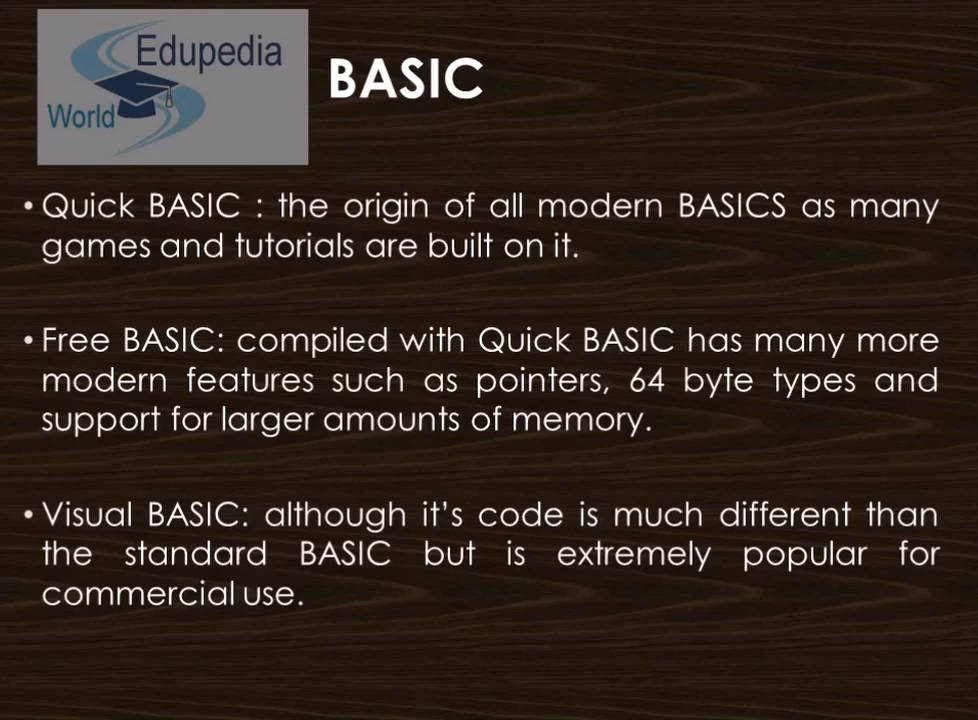 Edupedia
World
BASIC
• Quick BASIC : the origin of all modern BASICS as many
games and tutorials are built on it.
• Free BASIC: compiled with Quick BASIC has many more
modern features such as pointers, 64 byte types and
support for larger amounts of memory.
• Visual BASIC: although it's code is much different than
the standard BASIC but is extremely popular for
commercial use.